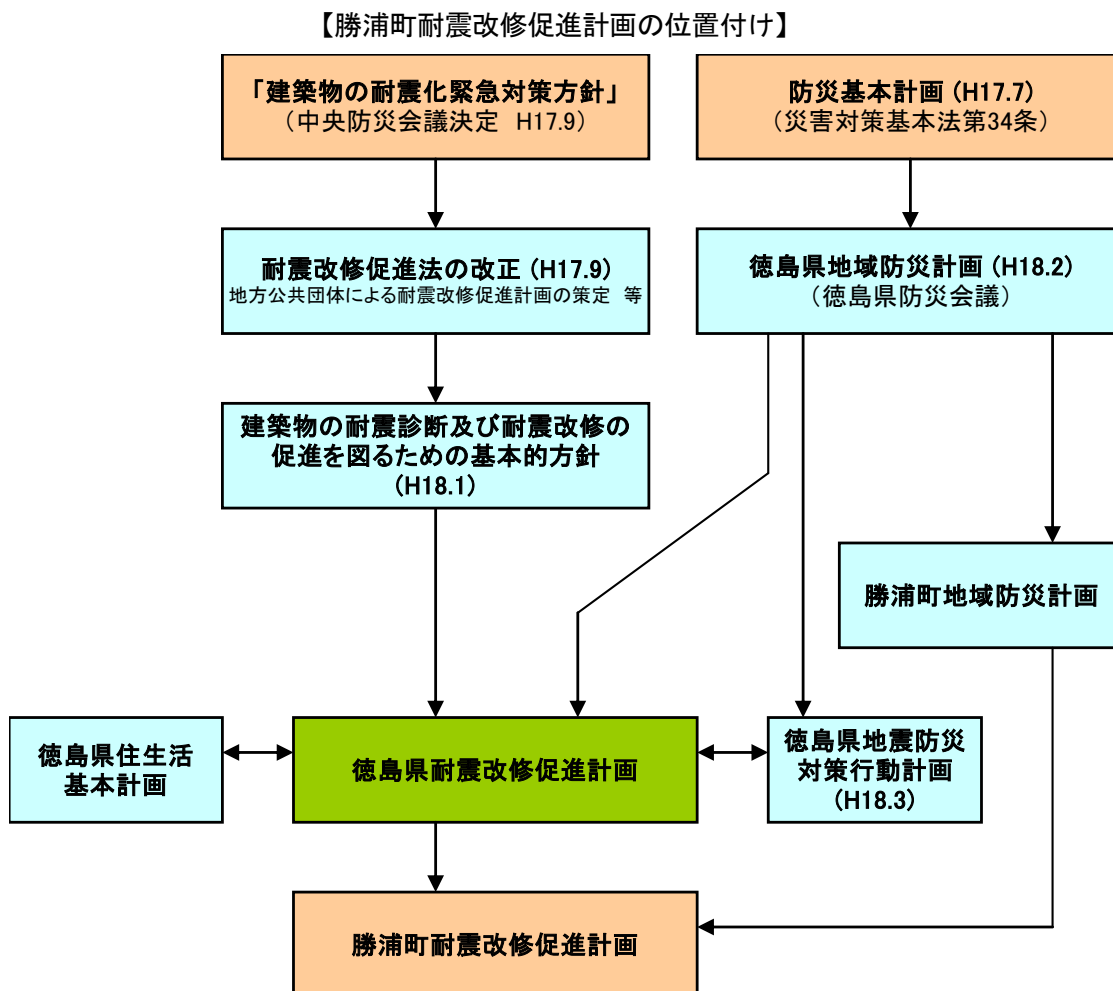 【勝浦町耐震改修促進計画の位置付け】
「建築物の耐震化緊急対策方針」
（中央防災会議決定 H17.9）
防災基本計画 (H17.7)
（災害対策基本法第34条）
耐震改修促進法の改正 (H17.9)
地方公共団体による耐震改修促進計画の策定 等
徳島県地域防災計画 (H18.2)
（徳島県防災会議）
建築物の耐震診断及び耐震改修の
促進を図るための基本的方針
(H18.1)
勝浦町地域防災計画
徳島県住生活
基本計画
徳島県耐震改修促進計画
徳島県地震防災
対策行動計画
(H18.3)
勝浦町耐震改修促進計画